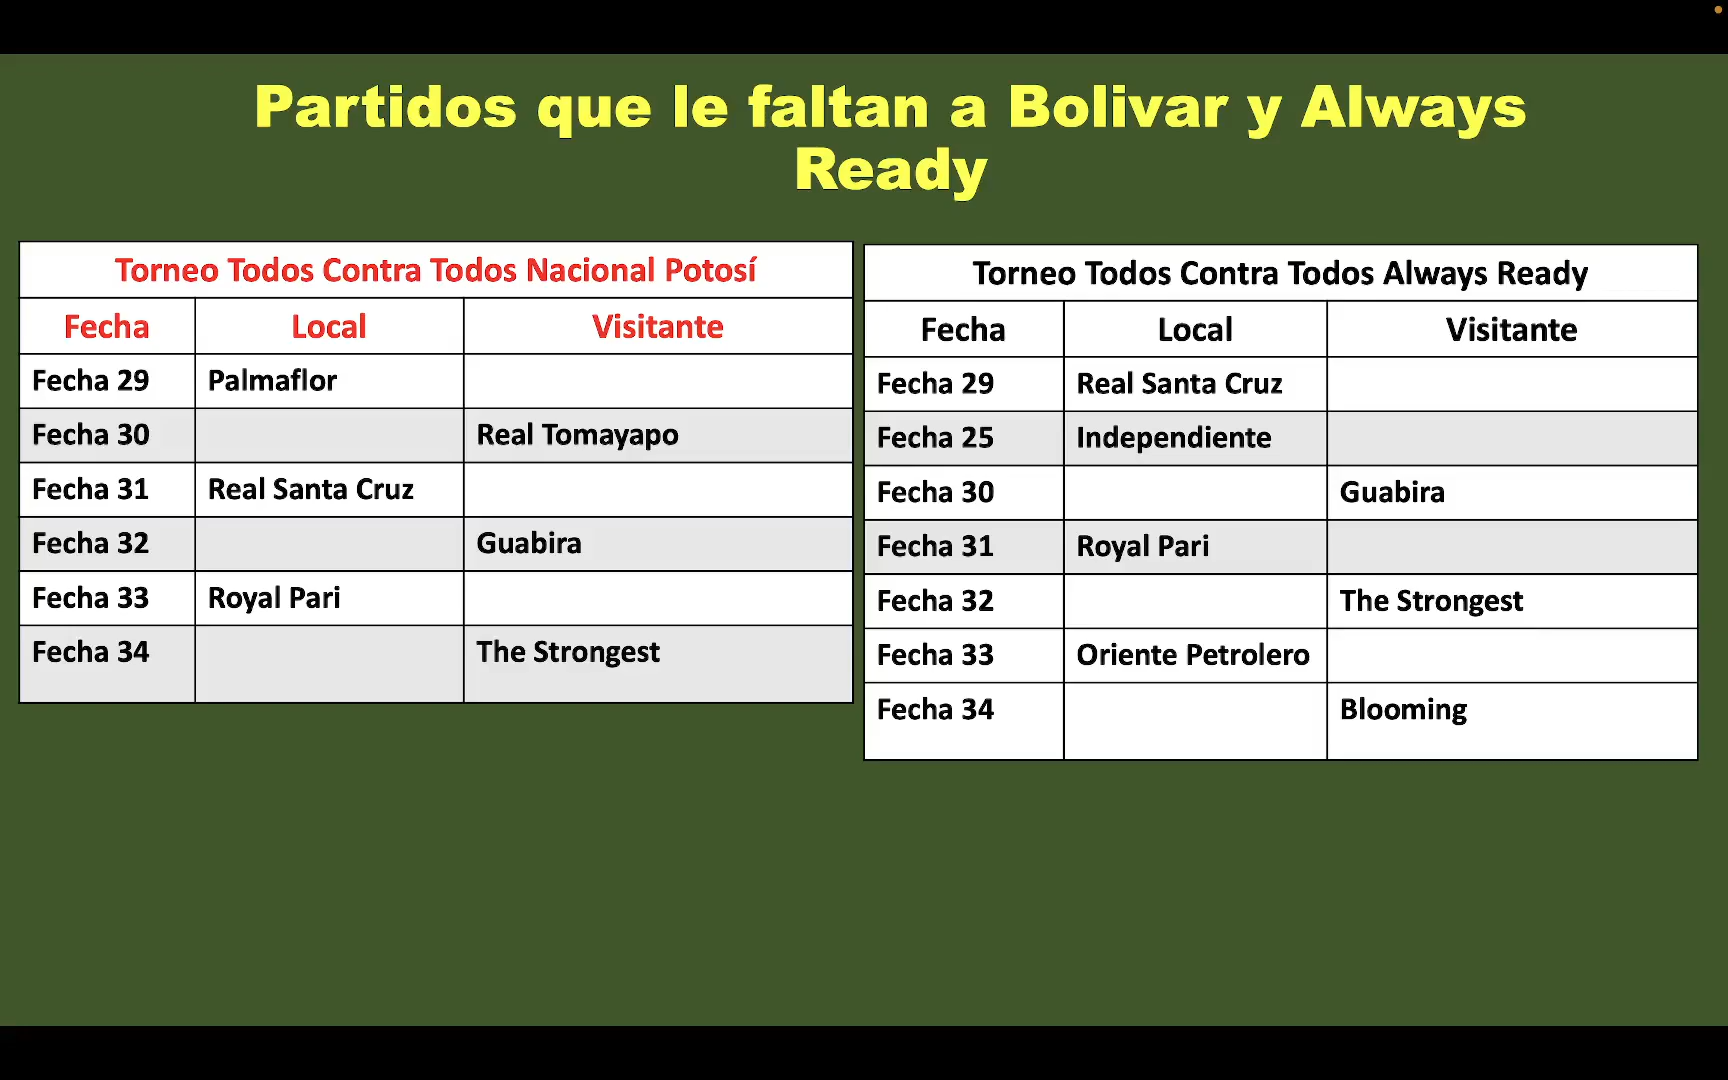 Partidos que le faltan a Bolivar y Always
Ready
Torneo Todos Contra Todos Nacional Potosí
Fecha Local Visitante
Fecha 29 Palmaflor
Fecha 30 Real Tomayapo
Fecha 31 Real Santa Cruz
Fecha 32 Guabira
Fecha 33 Royal Pari
Fecha 34 The Strongest
Torneo Todos Contra Todos Always Ready
Fecha Local Visitante
Fecha 29 Real Santa Cruz
Fecha 25 Independiente
Fecha 30 Guabira
Fecha 31 Royal Pari
Fecha 32 The Strongest
Fecha 33 Oriente Petrolero
Fecha 34 Blooming